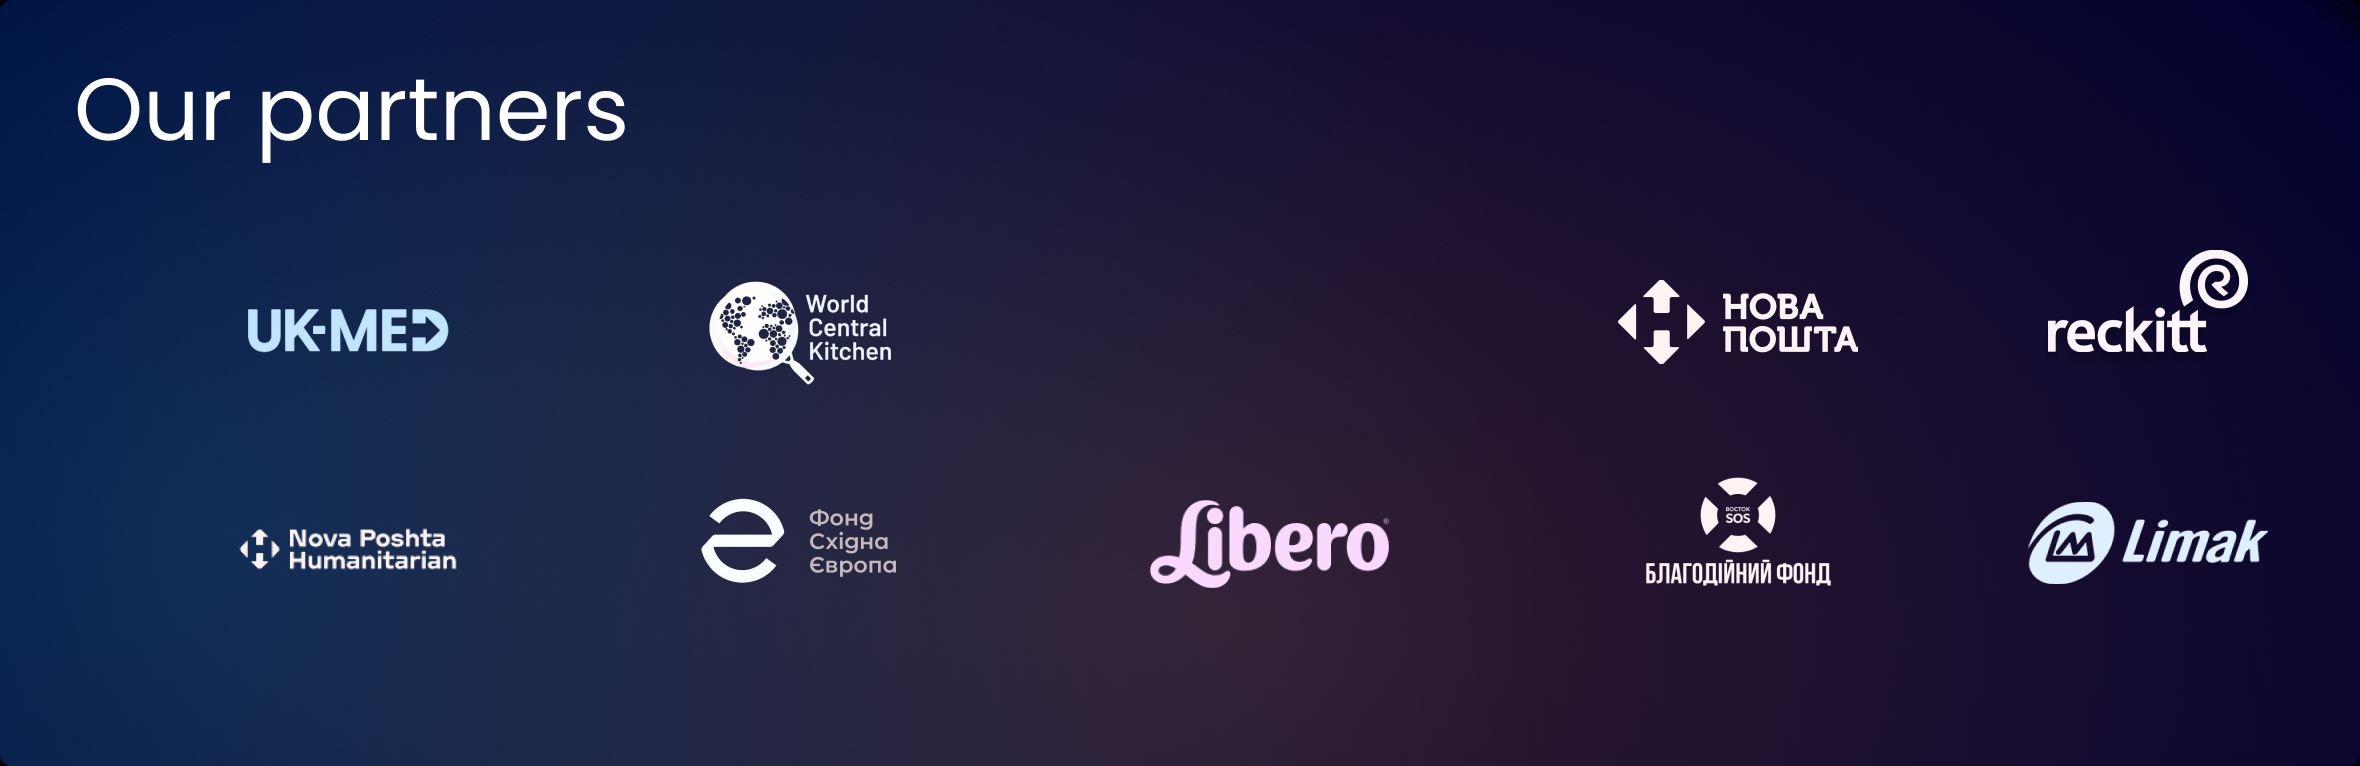 Our partners
UK-MED
World
Central
Kitchen
НОВА
ПОШТА
reckitt
Nova Poshta
Humanitarian
Фонд
Східна
Європа
Libero®
ВОСТОК
SOS
БЛАГОДІЙНИЙ ФОНД
Limak